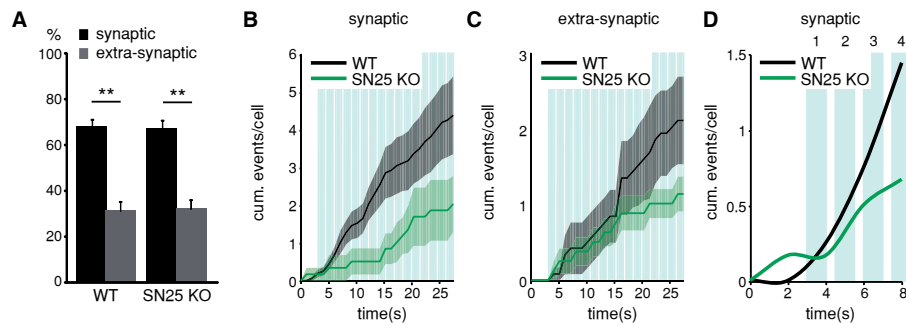 A
%
synaptic
extra-synaptic
100
80
60
40
20
0
**
**
WT
SN25 KO
B
synaptic
WT
SN25 KO
cum. events/cell
6
5
4
3
2
1
0
0 5 10 15 20 25
time(s)
C
extra-synaptic
WT
SN25 KO
cum. events/cell
3
2
1
0
0 5 10 15 20 25
time(s)
D
synaptic
1 2 3 4
WT
SN25 KO
cum. events/cell
1.5
1
0.5
0
0 2 4 6 8
time(s)